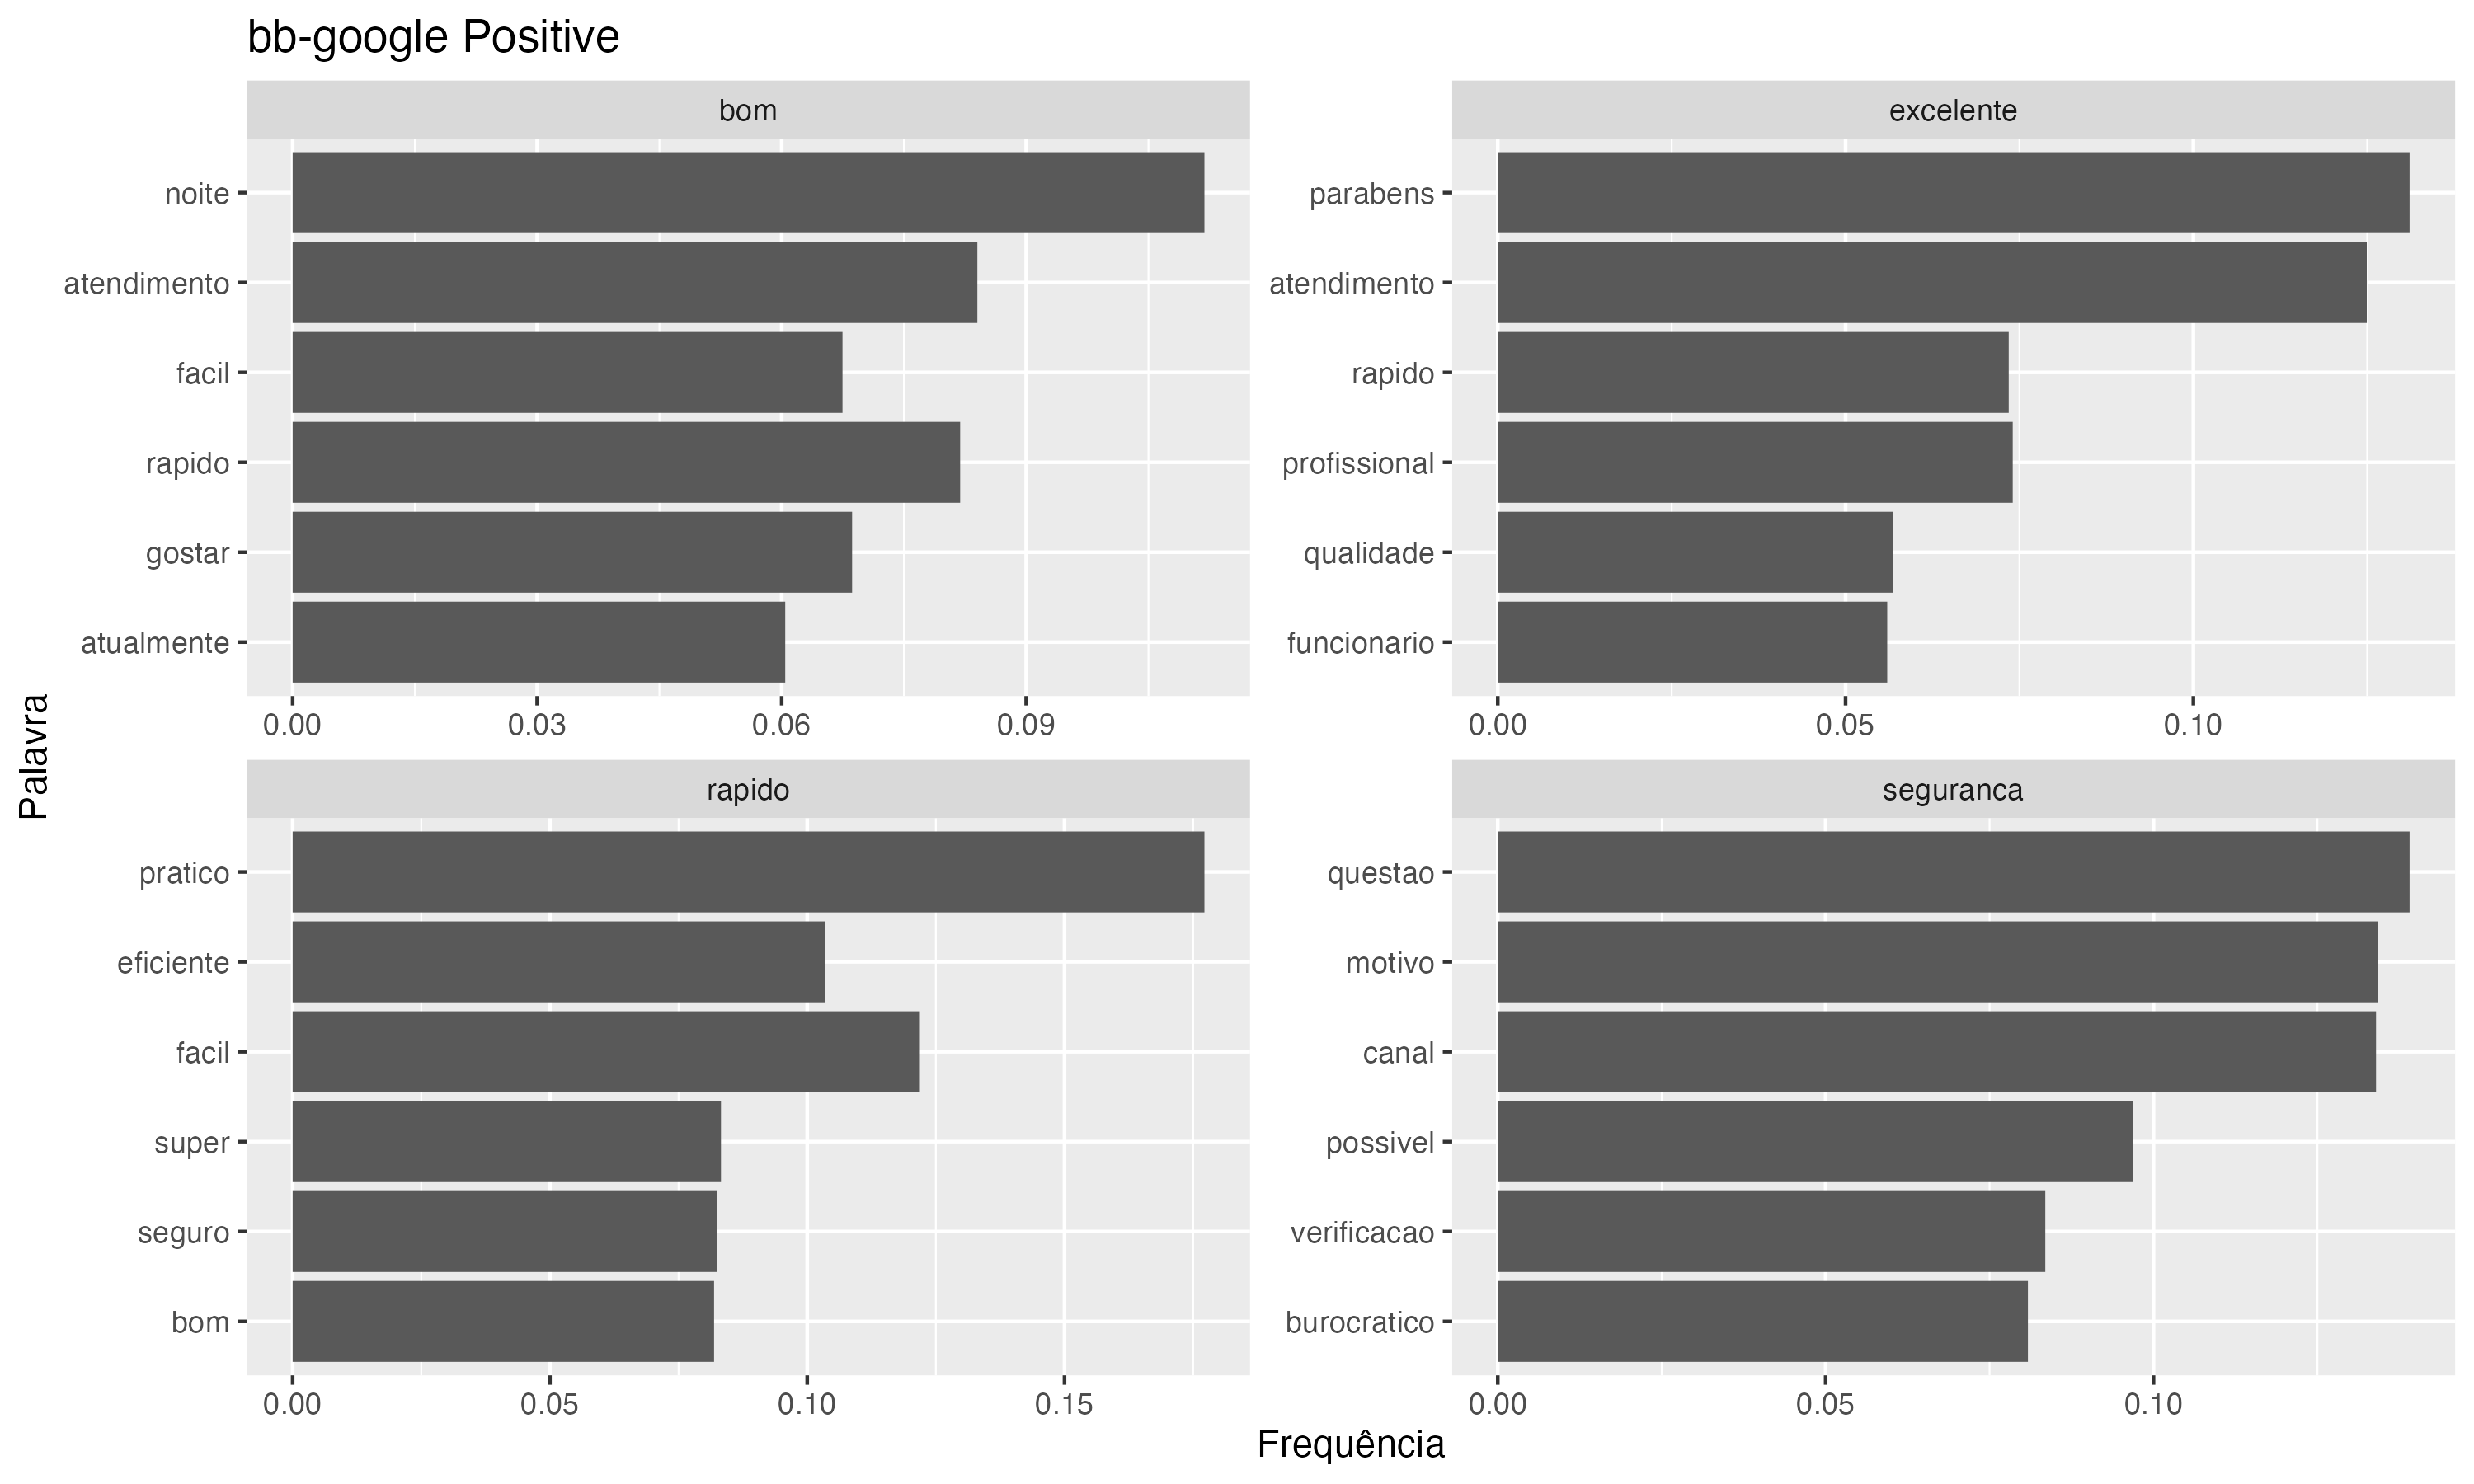 bb-google Positive
bom
noite
atendimento
facil
rapido
gostar
atualmente
0.00 0.03 0.06 0.09
excelente
parabens
atendimento
rapido
profissional
qualidade
funcionario
0.00 0.05 0.10
rapido
pratico
eficiente
facil
super
seguro
bom
0.00 0.05 0.10 0.15
seguranca
questao
motivo
canal
possivel
verificacao
burocratico
0.00 0.05 0.10
Palavra
Frequência